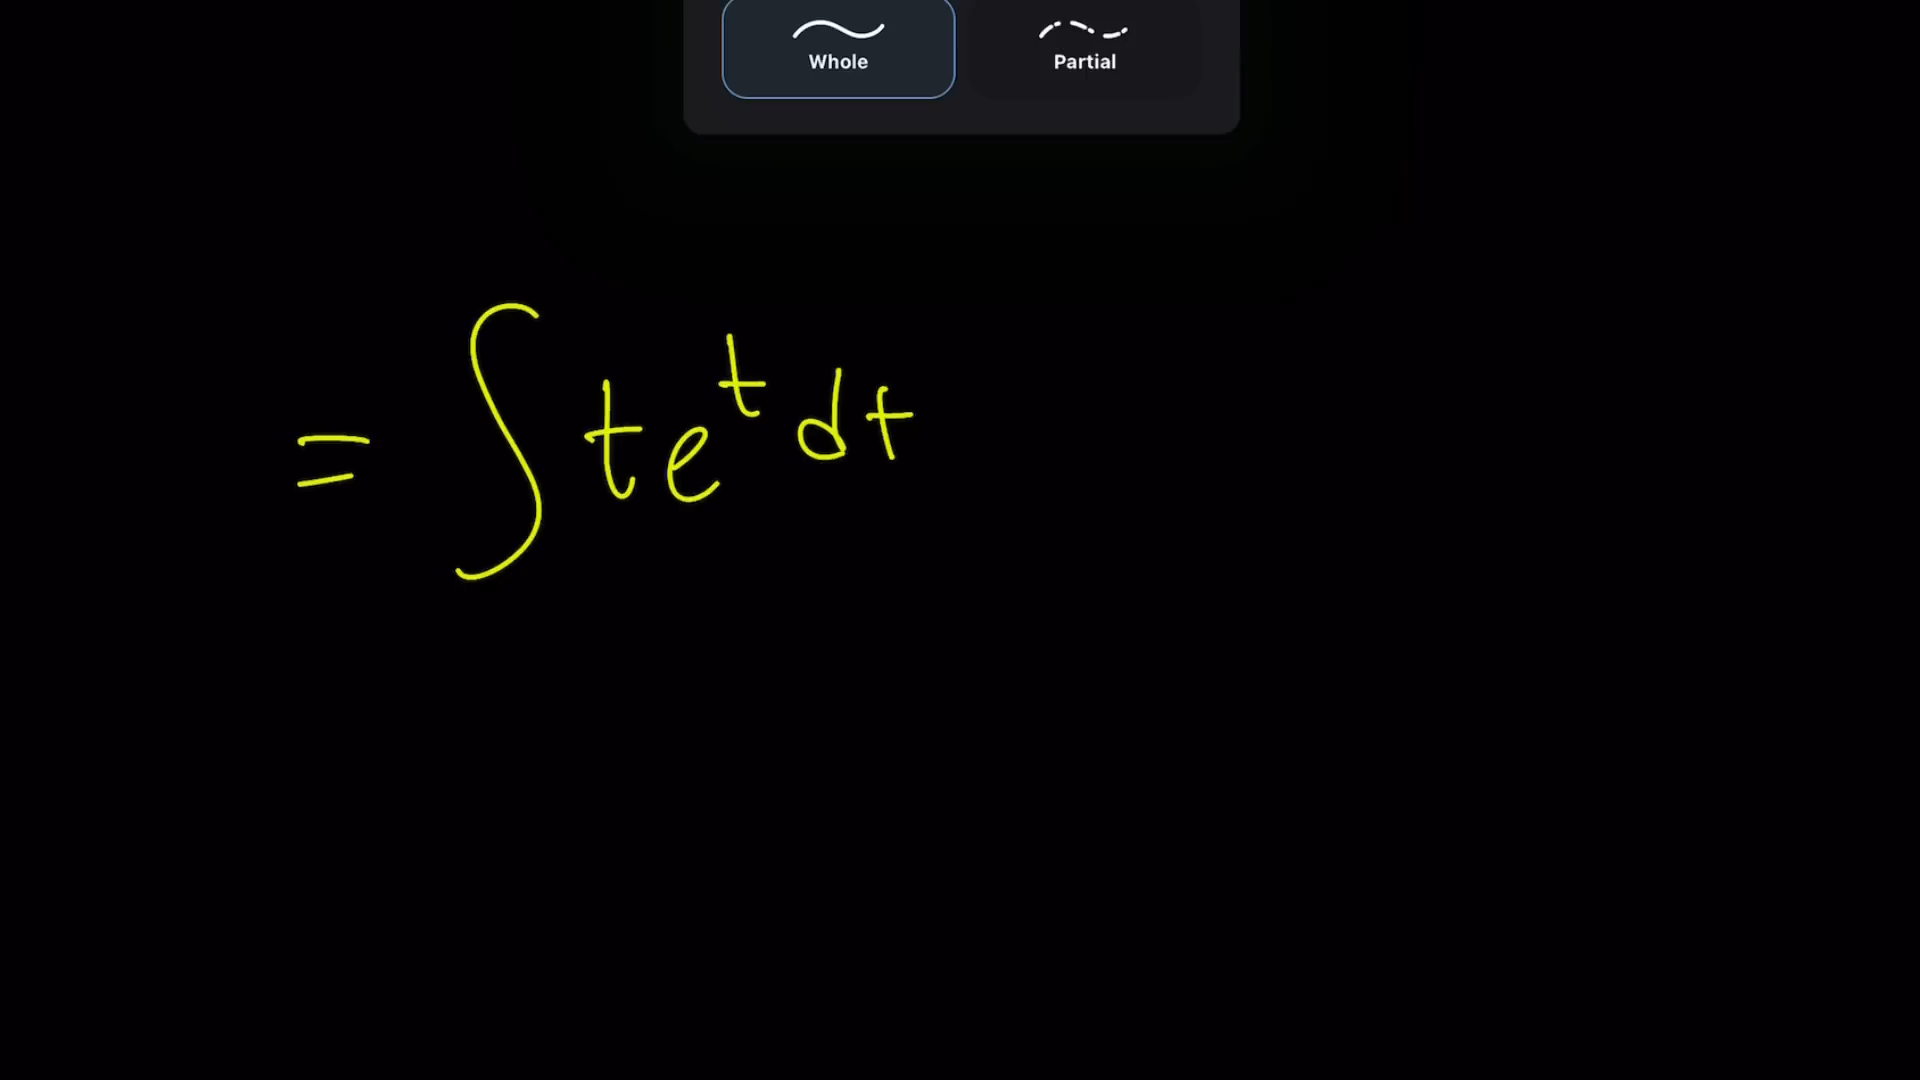 Whole Partial
= ∫ te^t dt